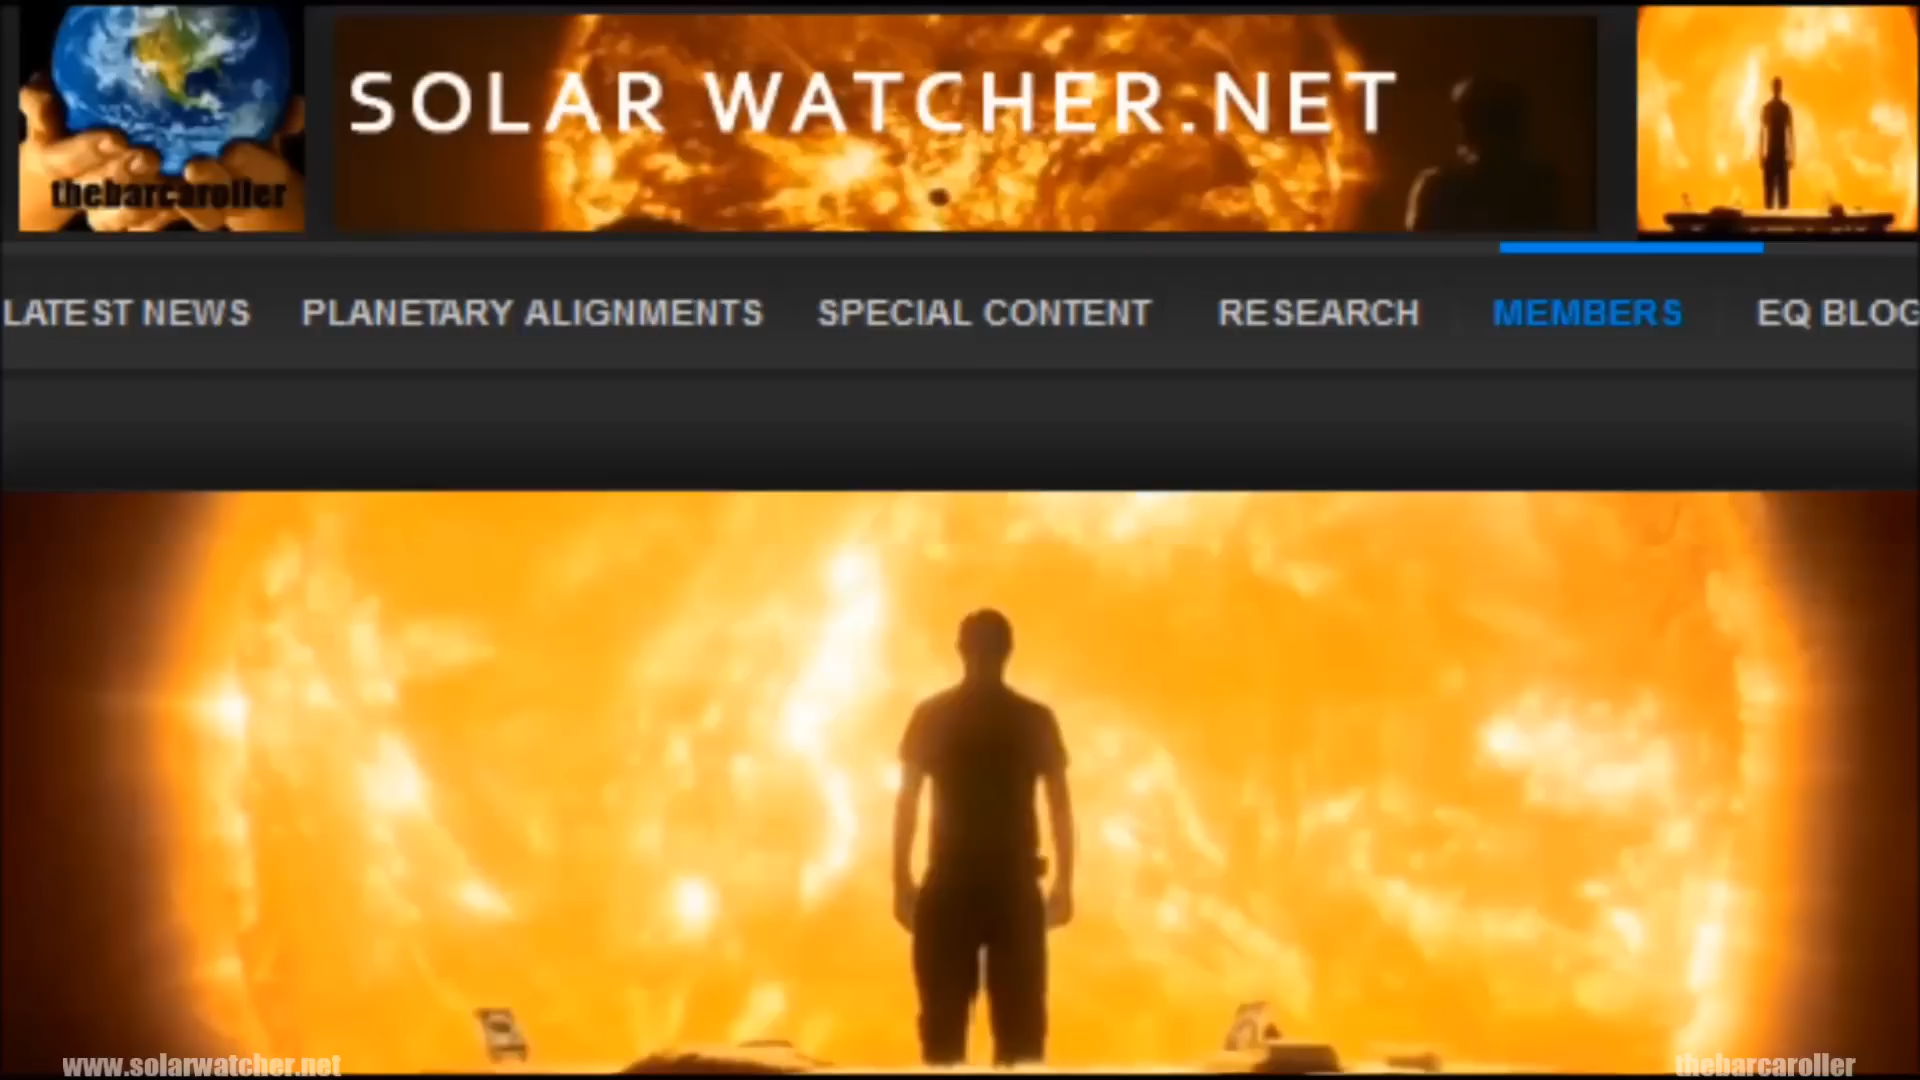 SOLAR WATCHER.NET
thebarcaroller
LATEST NEWS PLANETARY ALIGNMENTS SPECIAL CONTENT RESEARCH MEMBERS EQ BLOG
www.solarwatcher.net
thebarcaroller